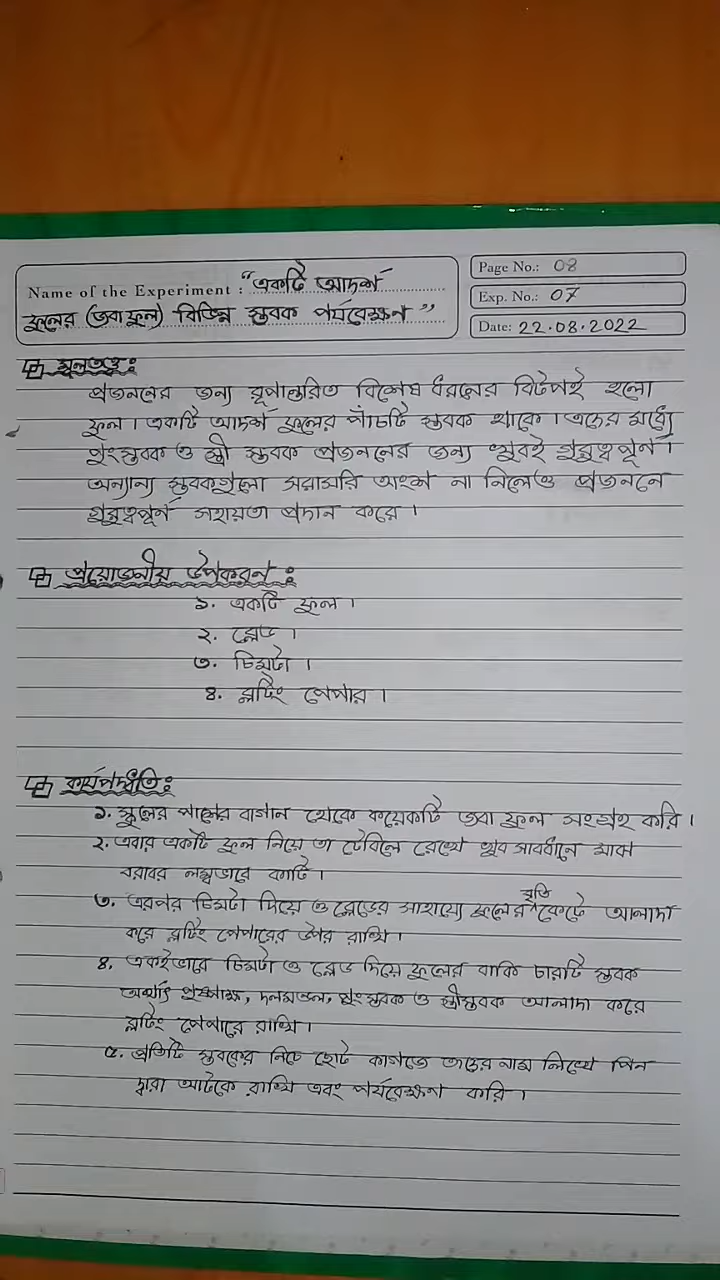 Name of the Experiment : "একটি আদর্শ
ফুলের (জবা ফুল) বিভিন্ন স্তবক পর্যবেক্ষণ"
Page No.: 08
Exp. No.: 07
Date: 22.08.2022
মূলতত্ত্ব:
প্রজননের জন্য রূপান্তরিত বিশেষ ধরনের বিটপই হলো
ফুল। একটি আদর্শ ফুলের পাঁচটি স্তবক থাকে। এদের মধ্যে
পুংস্তবক ও স্ত্রী স্তবক প্রজননের জন্য খুবই গুরুত্বপূর্ণ।
অন্যান্য স্তবকগুলো সরাসরি অংশ না নিলেও প্রজননে
গুরুত্বপূর্ণ সহায়তা প্রদান করে।
প্রয়োজনীয় উপকরণ:
১. একটি ফুল।
২. ব্লেড।
৩. চিমটা।
৪. ব্লটিং পেপার।
কার্যপদ্ধতি:
১. স্কুলের পাশের বাগান থেকে কয়েকটি জবা ফুল সংগ্রহ করি।
২. এবার একটি ফুল নিয়ে তা টেবিলে রেখে খুব সাবধানে মাঝ
বরাবর লম্বভাবে কাটি।
৩. এরপর চিমটা দিয়ে ও ব্লেডের সাহায্যে ফুলের বৃতি কেটে আলাদা
করে ব্লটিং পেপারের উপর রাখি।
৪. একইভাবে চিমটা ও ব্লেড দিয়ে ফুলের বাকি চারটি স্তবক
অর্থাৎ পুষ্পাক্ষ, দলমন্ডল, পুংস্তবক ও স্ত্রীস্তবক আলাদা করে
ব্লটিং পেপারে রাখি।
৫. প্রতিটি স্তবকের নিচে ছোট কাগজে তাদের নাম লিখে পিন
দ্বারা আটকে রাখি এবং পর্যবেক্ষণ করি।